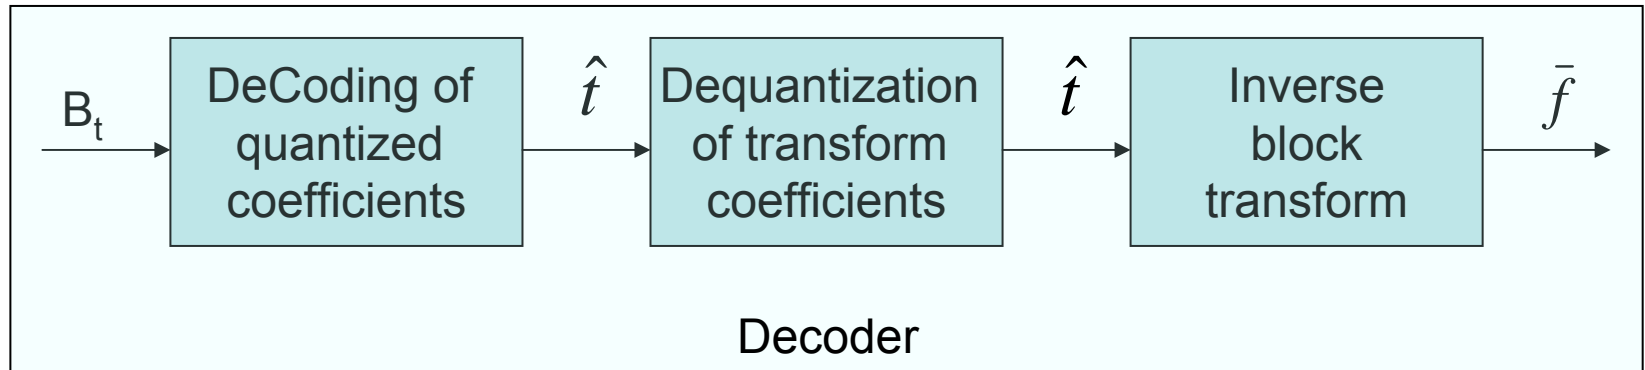 B_t
DeCoding of
quantized
coefficients
t̂
Dequantization
of transform
coefficients
t̂
Inverse
block
transform
f̄
Decoder